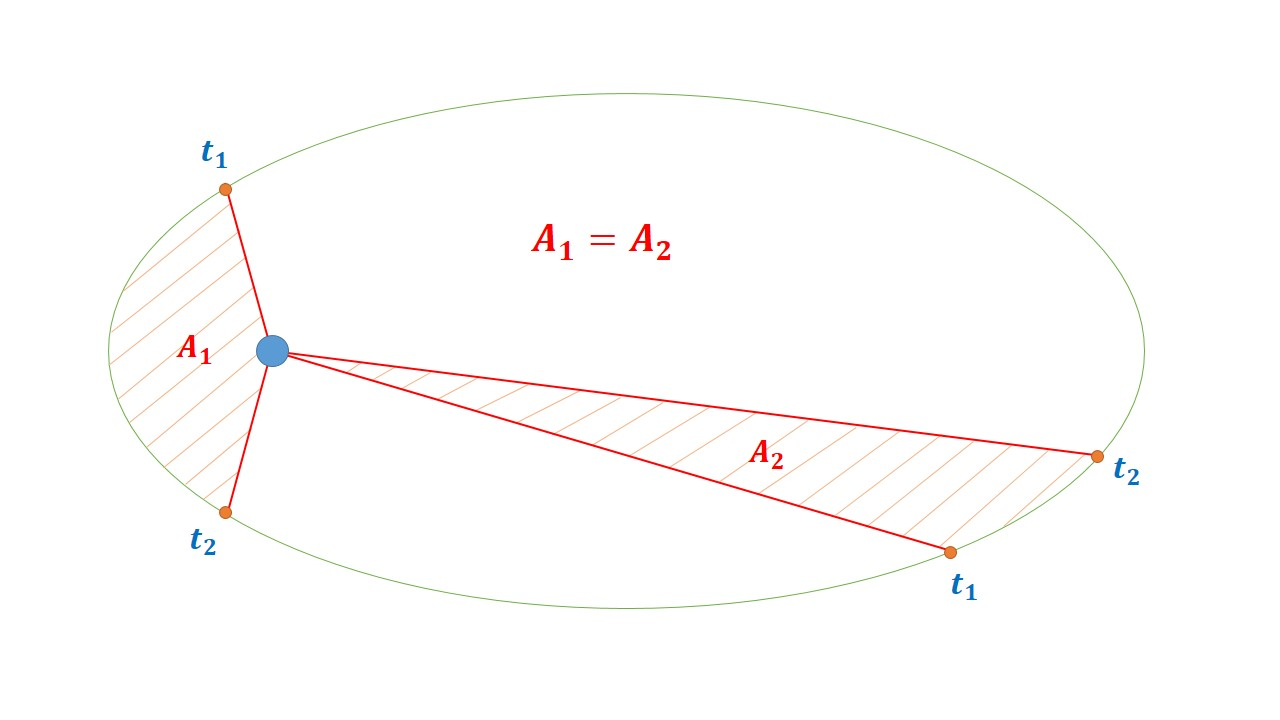 t₁
A₁ = A₂
A₁
A₂
t₂
t₂
t₁